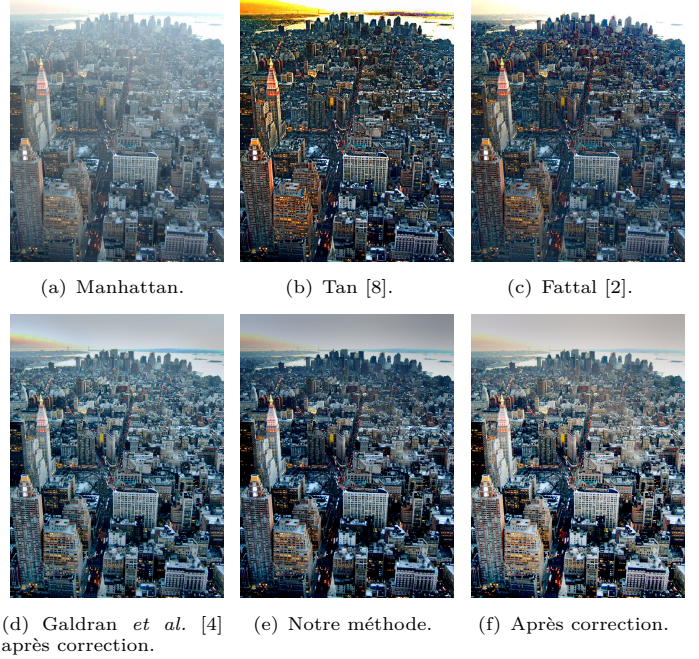 (a) Manhattan.
(b) Tan [8].
(c) Fattal [2].
(d) Galdran et al. [4]
après correction.
(e) Notre méthode.
(f) Après correction.